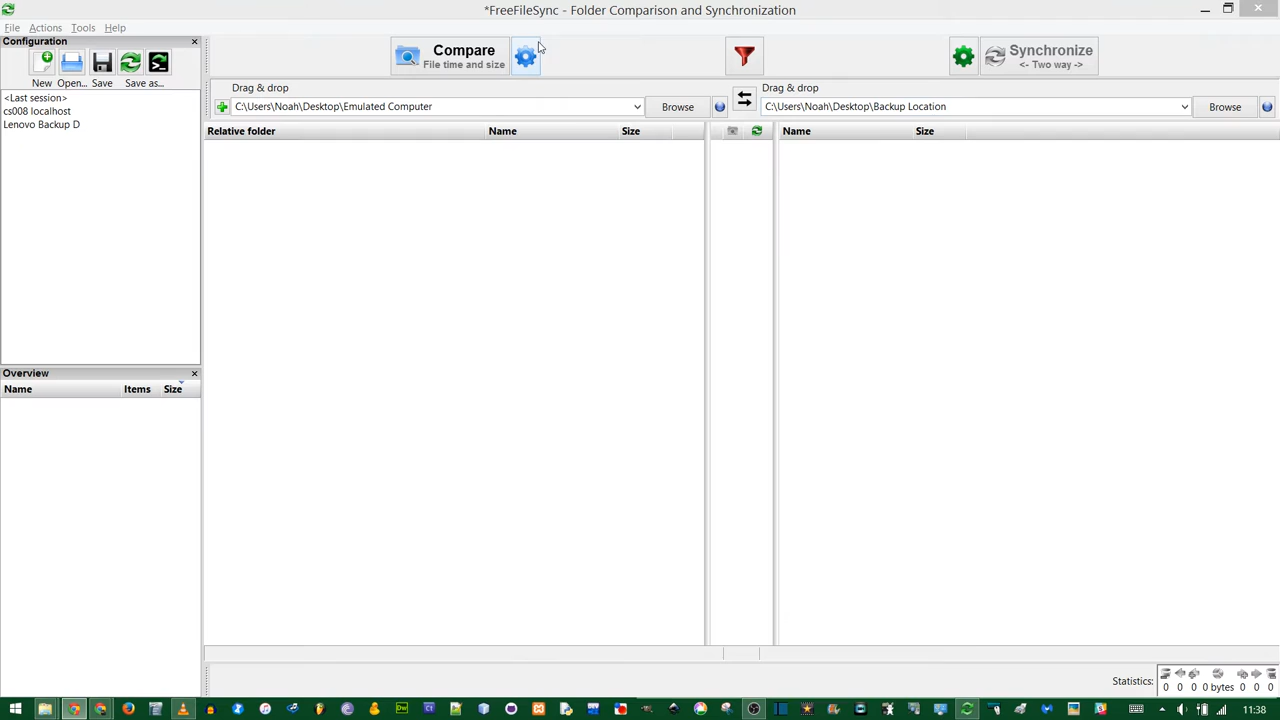 *FreeFileSync - Folder Comparison and Synchronization
File Actions Tools Help
Configuration
New Open... Save Save as...
<Last session>
cs008 localhost
Lenovo Backup D
Compare
File time and size
Synchronize
<- Two way ->
Drag & drop
C:\Users\Noah\Desktop\Emulated Computer
Browse
Drag & drop
C:\Users\Noah\Desktop\Backup Location
Browse
Relative folder Name Size
Name Size
Overview
Name Items Size
Statistics:
0 0 0 0 bytes 0 0 0
11:38